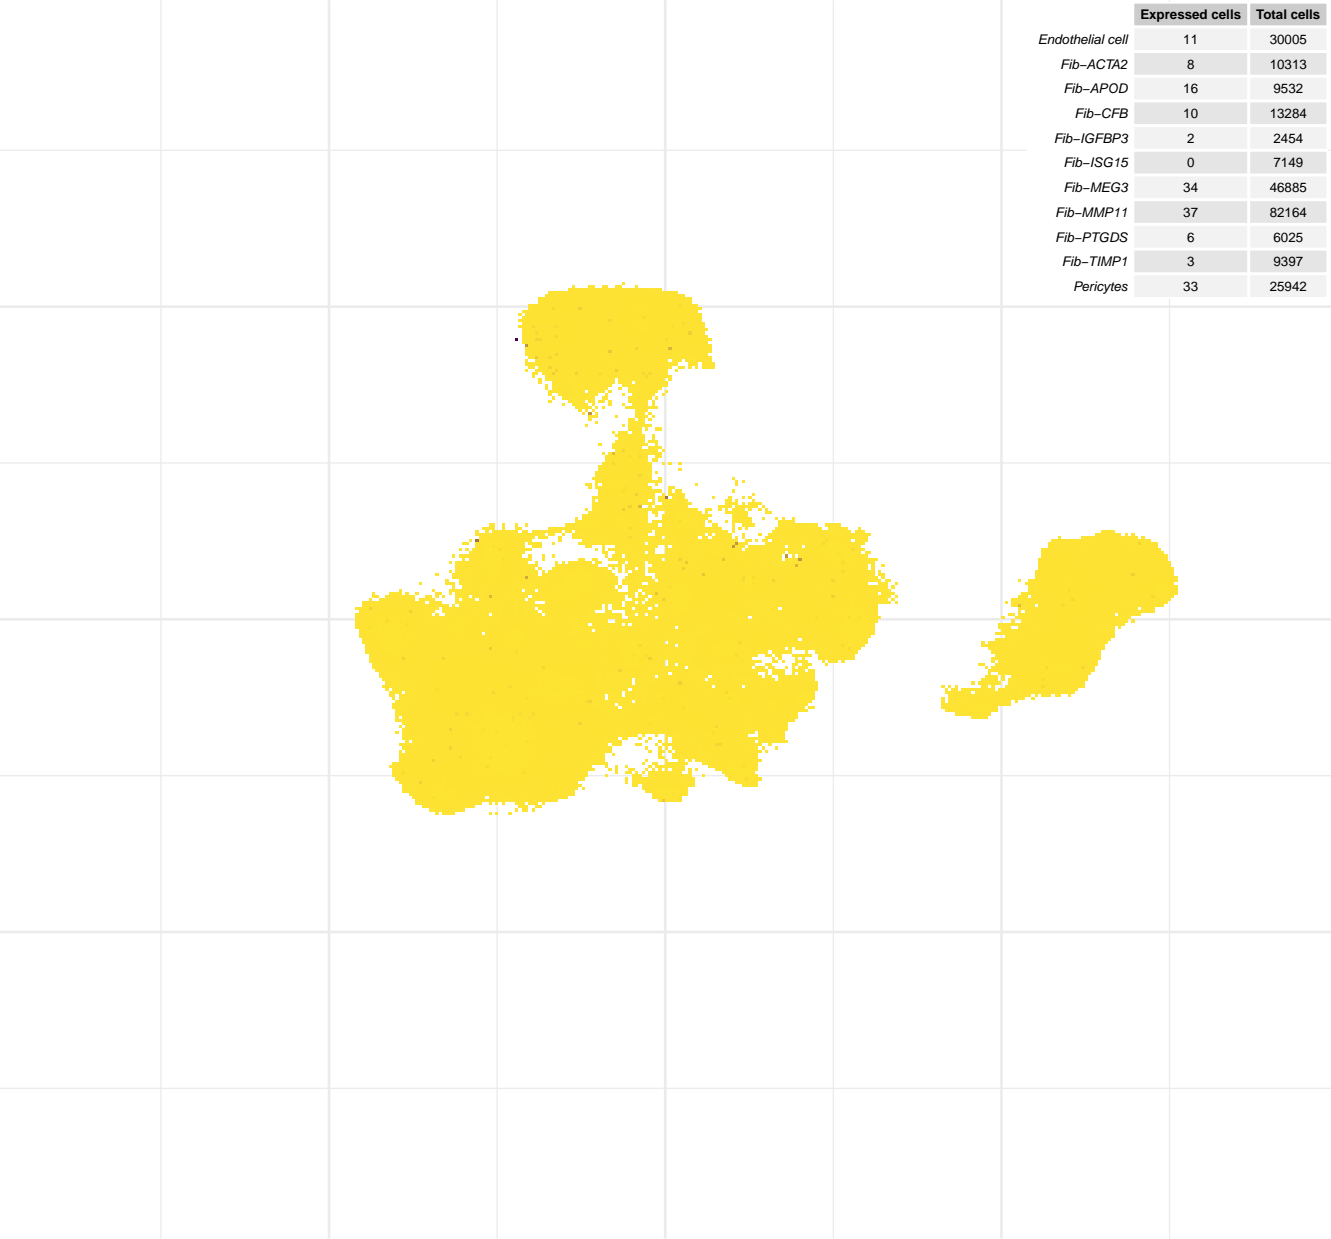 Expressed cells Total cells
Endothelial cell 11 30005
Fib−ACTA2 8 10313
Fib−APOD 16 9532
Fib−CFB 10 13284
Fib−IGFBP3 2 2454
Fib−ISG15 0 7149
Fib−MEG3 34 46885
Fib−MMP11 37 82164
Fib−PTGDS 6 6025
Fib−TIMP1 3 9397
Pericytes 33 25942